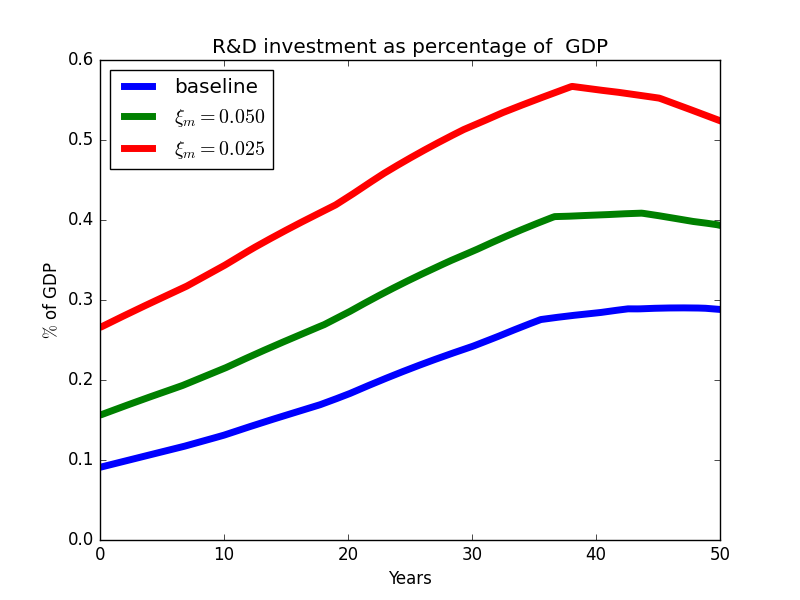 R&D investment as percentage of  GDP
0.6
0.5
0.4
0.3
0.2
0.1
0.0
% of GDP
baseline
ξₘ = 0.050
ξₘ = 0.025
0 10 20 30 40 50
Years